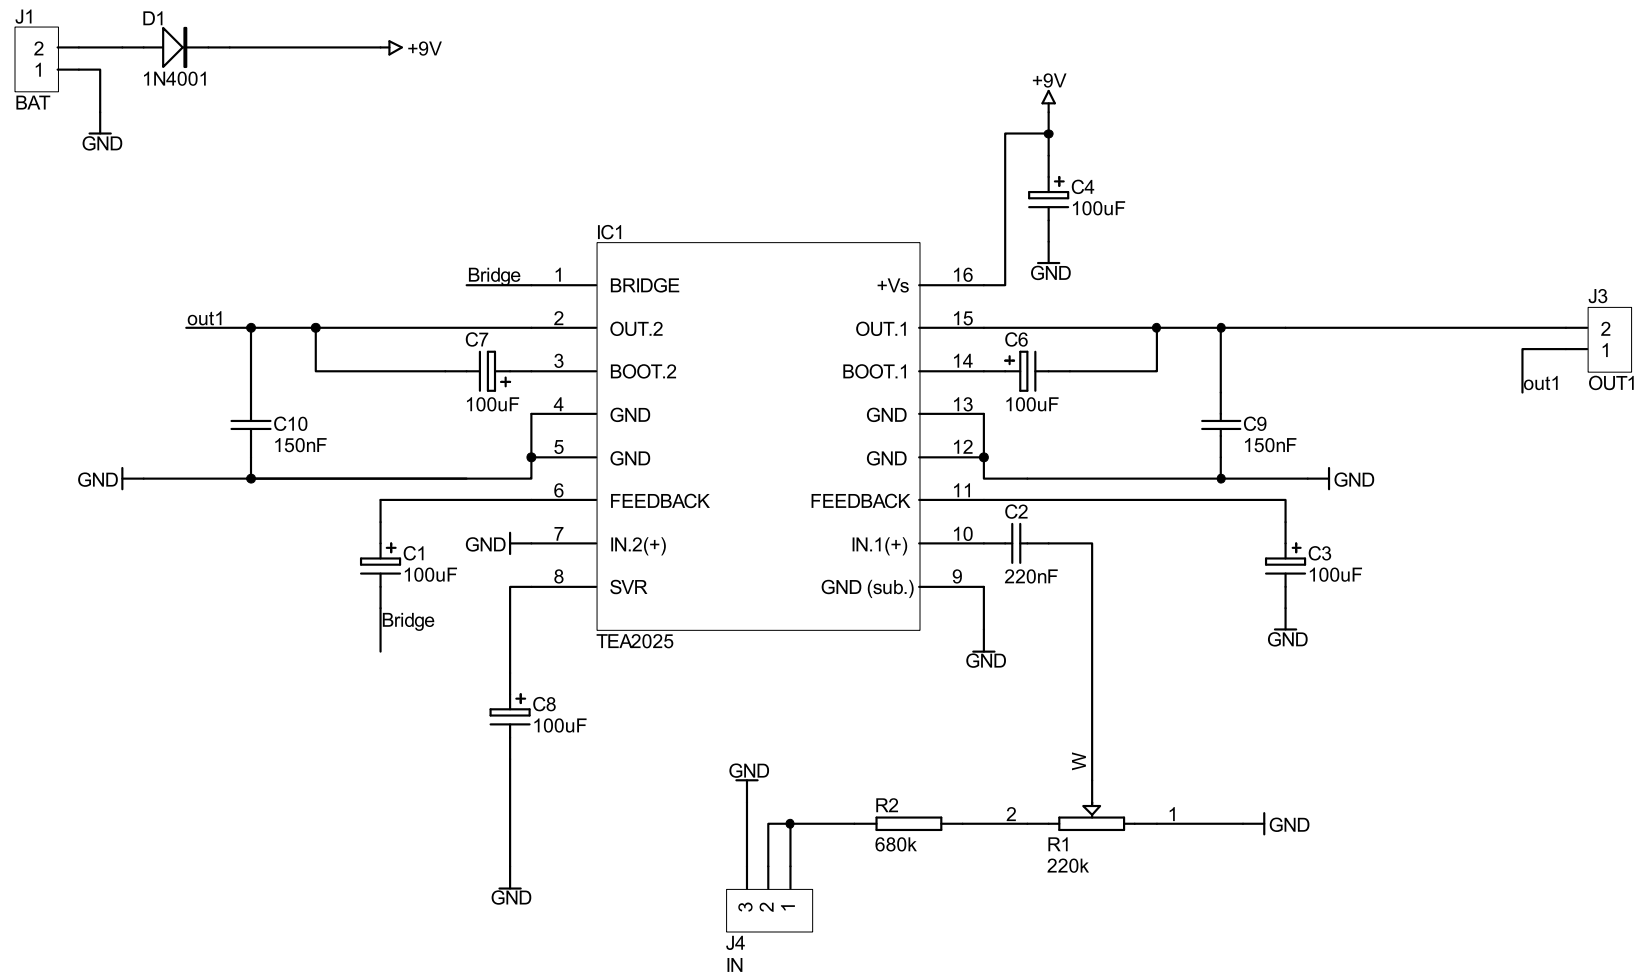 J1
2
1
BAT
GND
D1
1N4001
+9V
+9V
C4
100uF
GND
IC1
Bridge
1
BRIDGE
out1
2
OUT.2
C7
100uF
3
BOOT.2
4
GND
5
GND
C10
150nF
GND
6
FEEDBACK
GND
7
IN.2(+)
8
SVR
C1
100uF
Bridge
TEA2025
+Vs
16
OUT.1
15
BOOT.1
14
C6
100uF
GND
13
GND
12
C9
150nF
GND
FEEDBACK
11
IN.1(+)
10
C2
220nF
GND (sub.)
9
GND
C3
100uF
GND
J3
2
1
OUT1
out1
C8
100uF
GND
GND
R2
680k
2
W
R1
220k
1
GND
3
2
1
J4
IN